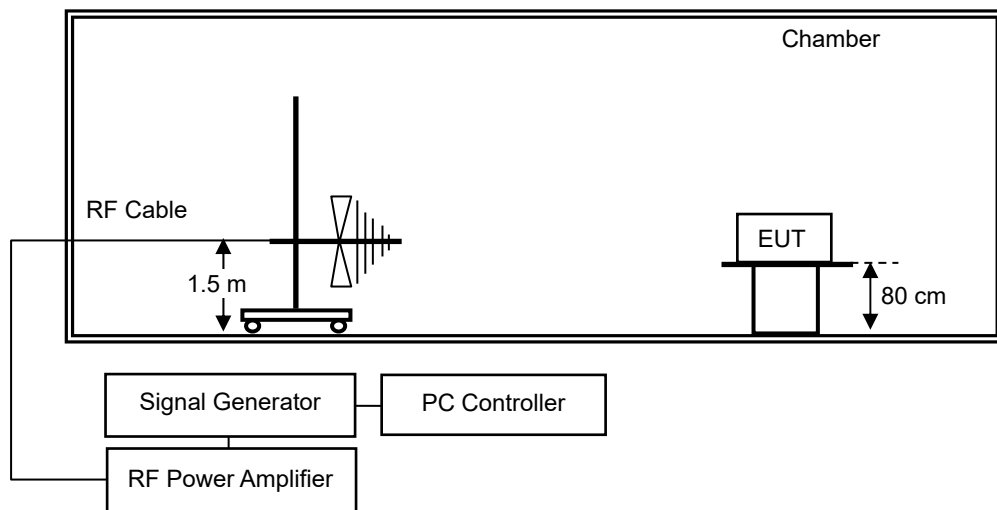 Chamber
RF Cable
EUT
1.5 m
80 cm
Signal Generator
PC Controller
RF Power Amplifier